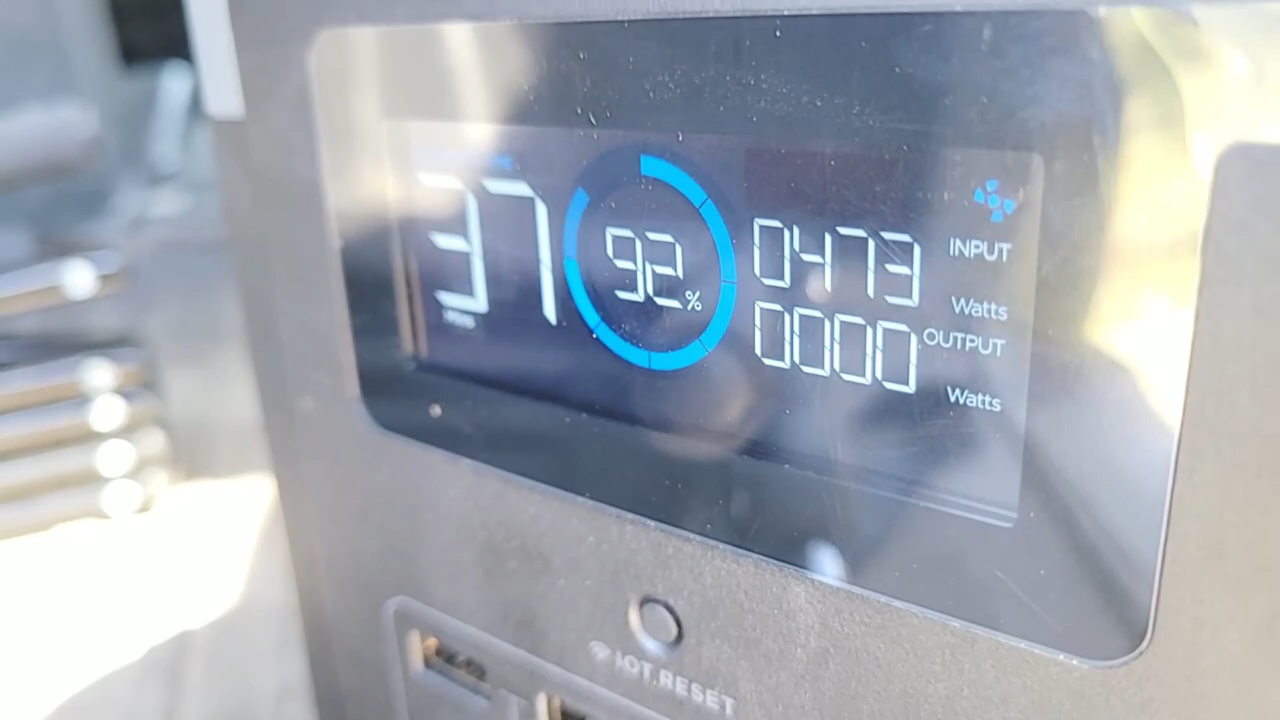 37
92%
0473
INPUT
Watts
0000
OUTPUT
Watts
IOT RESET